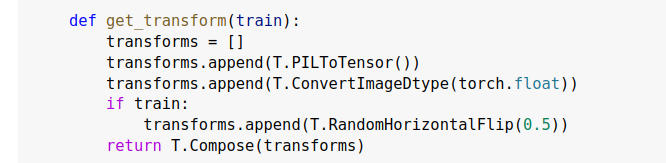 def get_transform(train):
    transforms = []
    transforms.append(T.PILToTensor())
    transforms.append(T.ConvertImageDtype(torch.float))
    if train:
        transforms.append(T.RandomHorizontalFlip(0.5))
    return T.Compose(transforms)